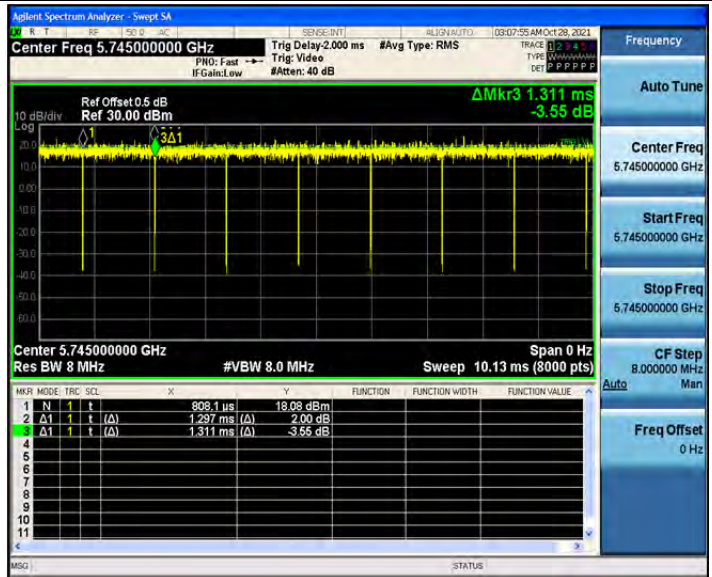 Agilent Spectrum Analyzer - Swept SA
R T RF 50 Ω AC SENSE:INT ALIGN AUTO 03:07:55 AM Oct 28, 2021
Center Freq 5.745000000 GHz
PNO: Fast
IFGain:Low
Trig Delay-2.000 ms
Trig: Video
#Atten: 40 dB
#Avg Type: RMS
TRACE 1 2 3 4 5 6
TYPE W
DET P P P P P P
ΔMkr3 1.311 ms
-3.55 dB
Ref Offset 0.5 dB
10 dB/div Ref 30.00 dBm
Log
1
3Δ1
20.0
10.0
0.00
-10.0
-20.0
-30.0
-40.0
-50.0
-60.0
Center 5.745000000 GHz Span 0 Hz
Res BW 8 MHz #VBW 8.0 MHz Sweep 10.13 ms (8000 pts)
MKR MODE TRC SCL X Y FUNCTION FUNCTION WIDTH FUNCTION VALUE
1 N 1 t 808.1 µs 18.08 dBm
2 Δ1 1 t (Δ) 1.297 ms (Δ) 2.00 dB
3 Δ1 1 t (Δ) 1.311 ms (Δ) -3.55 dB
4
5
6
7
8
9
10
11
MSG STATUS
Frequency
Auto Tune
Center Freq
5.745000000 GHz
Start Freq
5.745000000 GHz
Stop Freq
5.745000000 GHz
CF Step
8.000000 MHz
Auto Man
Freq Offset
0 Hz